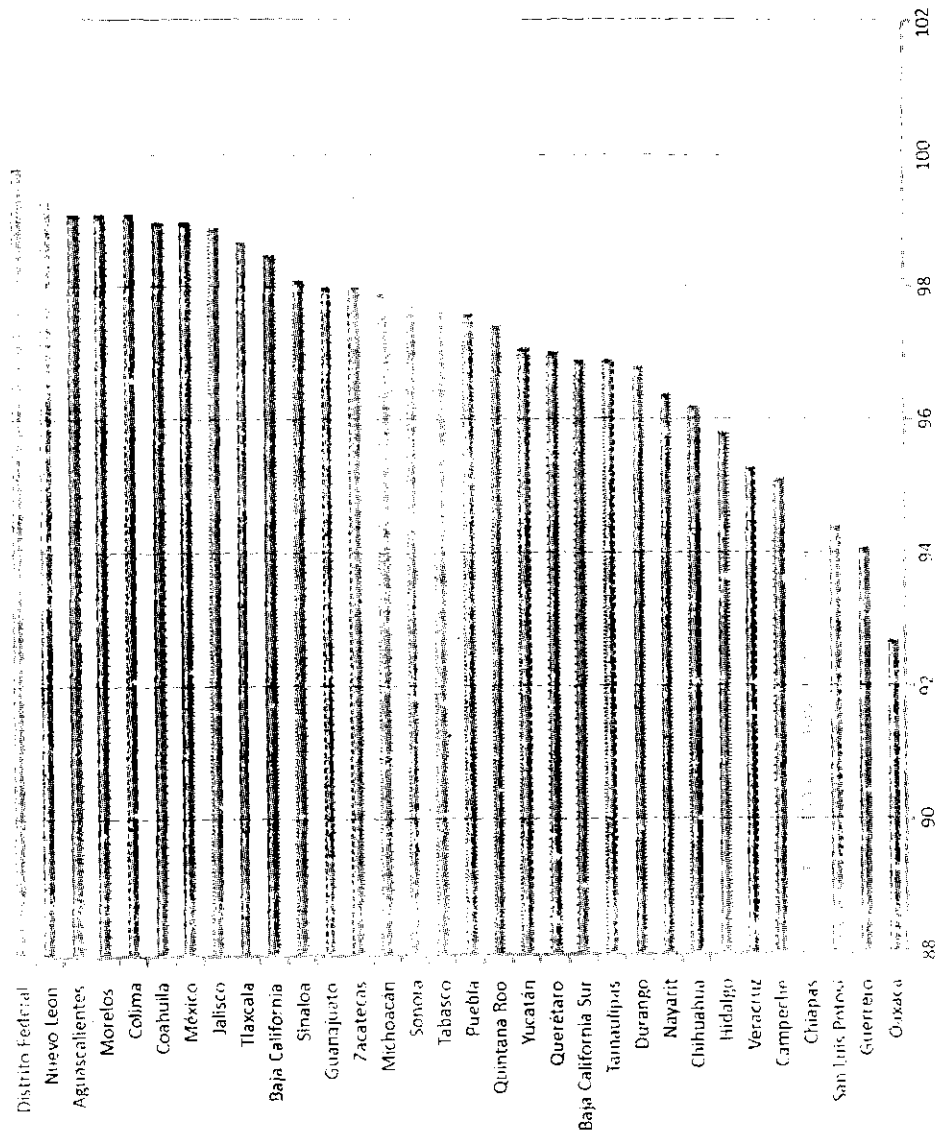 Distrito Federal
Nuevo Leon
Aguascalientes
Morelos
Colima
Coahuila
México
Jalisco
Tlaxcala
Baja California
Sinaloa
Guanajuato
Zacatecas
Michoacán
Sonora
Tabasco
Puebla
Quintana Roo
Yucatán
Querétaro
Baja California Sur
Tamaulipas
Durango
Nayarit
Chihuahua
Hidalgo
Veracruz
Campeche
Chiapas
San Luis Potosí
Guerrero
Oaxaca
88 90 92 94 96 98 100 102